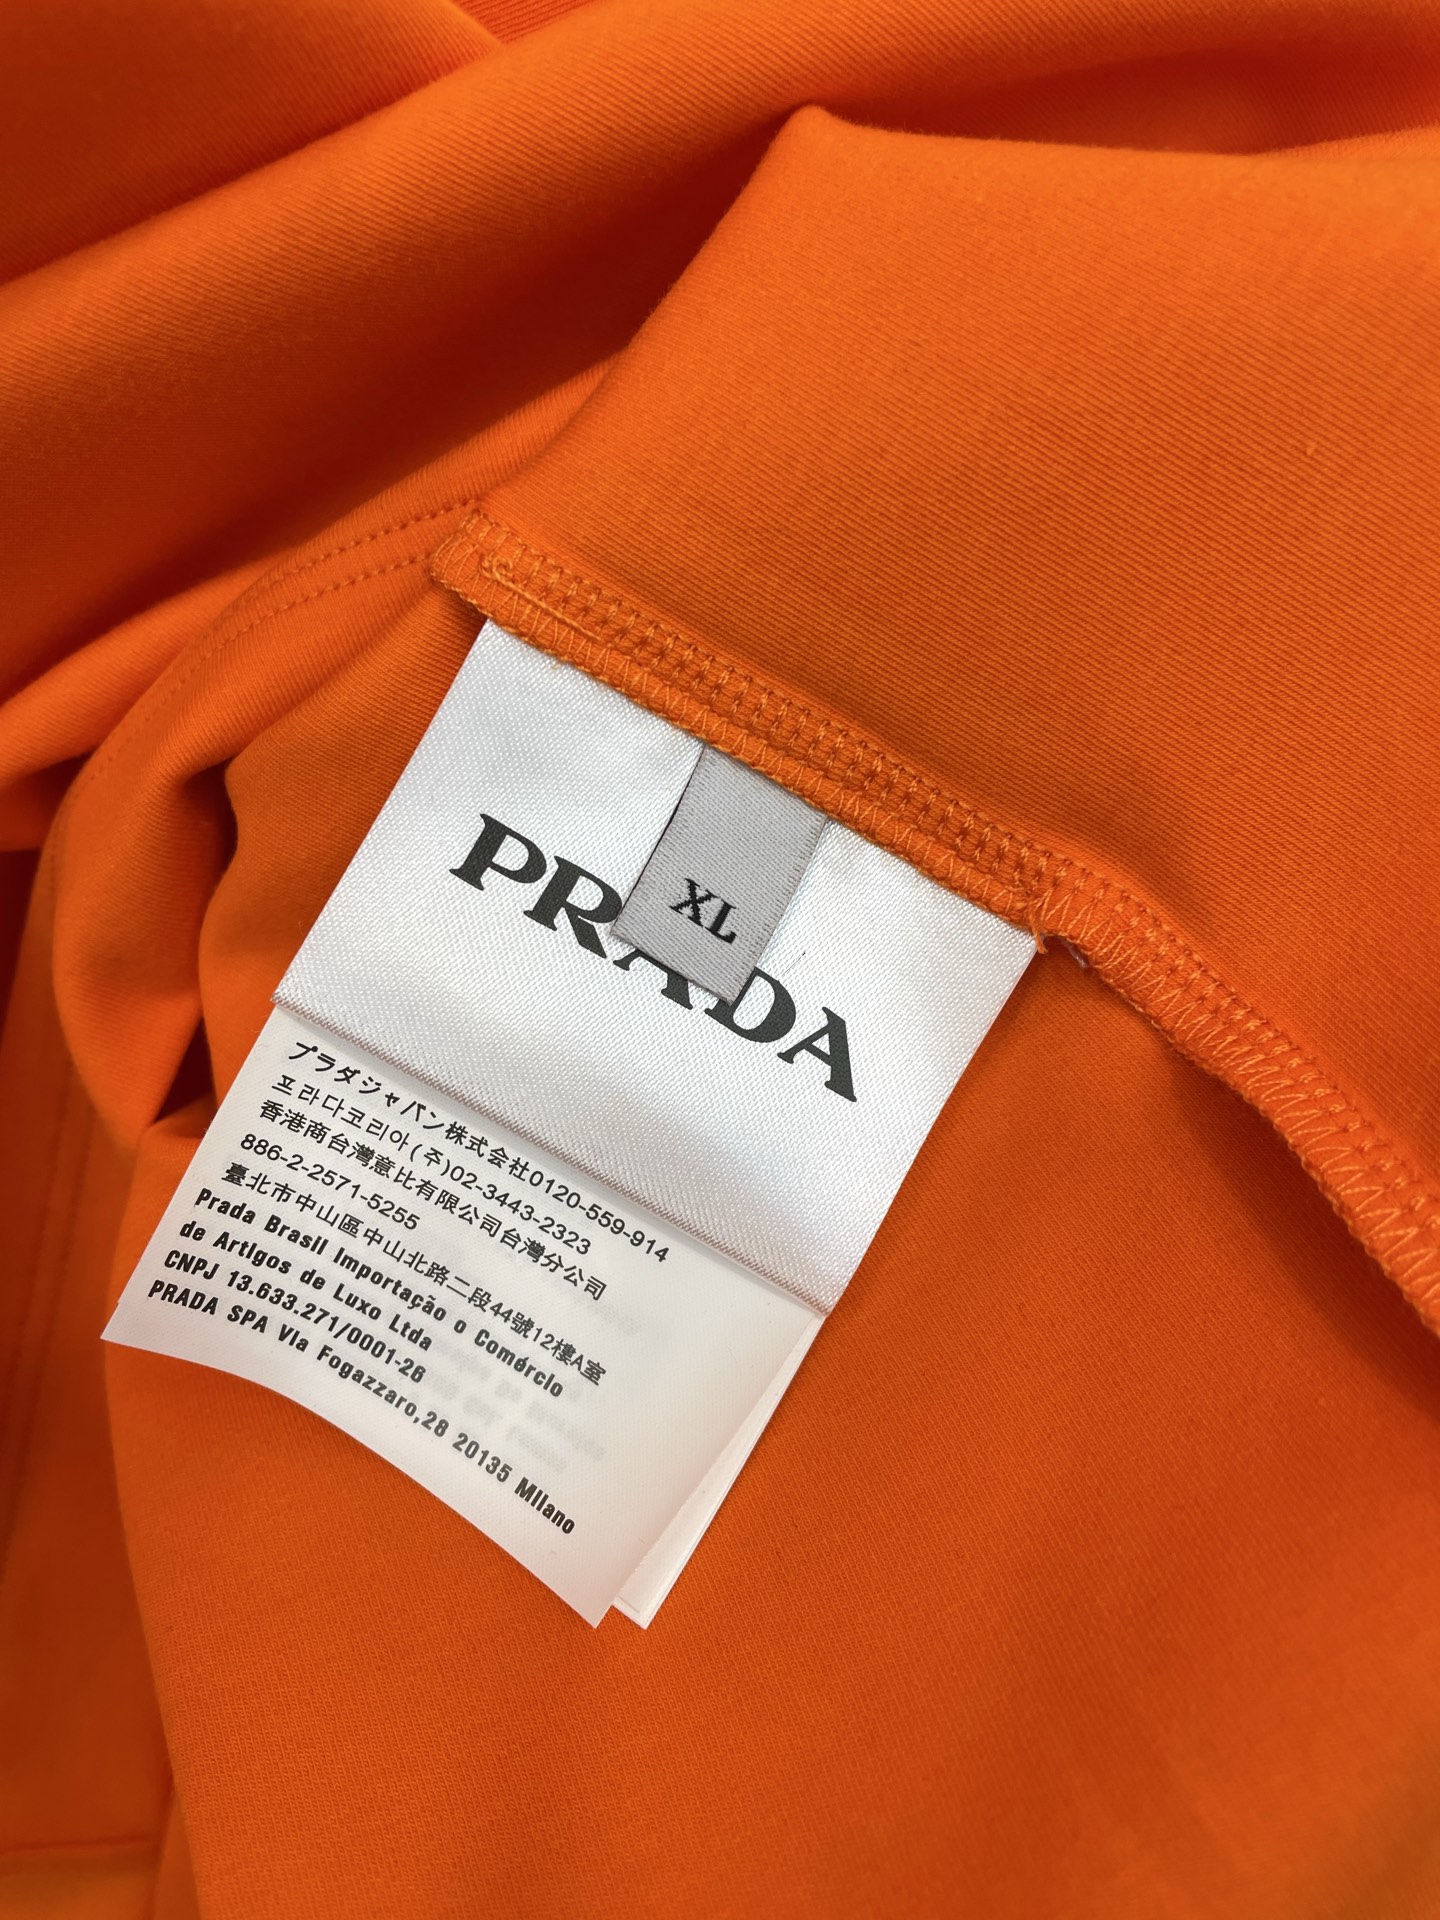 PRADA
XL
プラダジャパン株式会社0120-559-914
프라다코리아(주)02-3443-2323
香港商台灣意比有限公司台灣分公司
886-2-2571-5255
臺北市中山區中山北路二段44號12樓A室
Prada Brasil Importação o Comércio
de Artigos de Luxo Ltda
CNPJ 13.633.271/0001-26
PRADA SPA Via Fogazzaro,28 20135 Milano